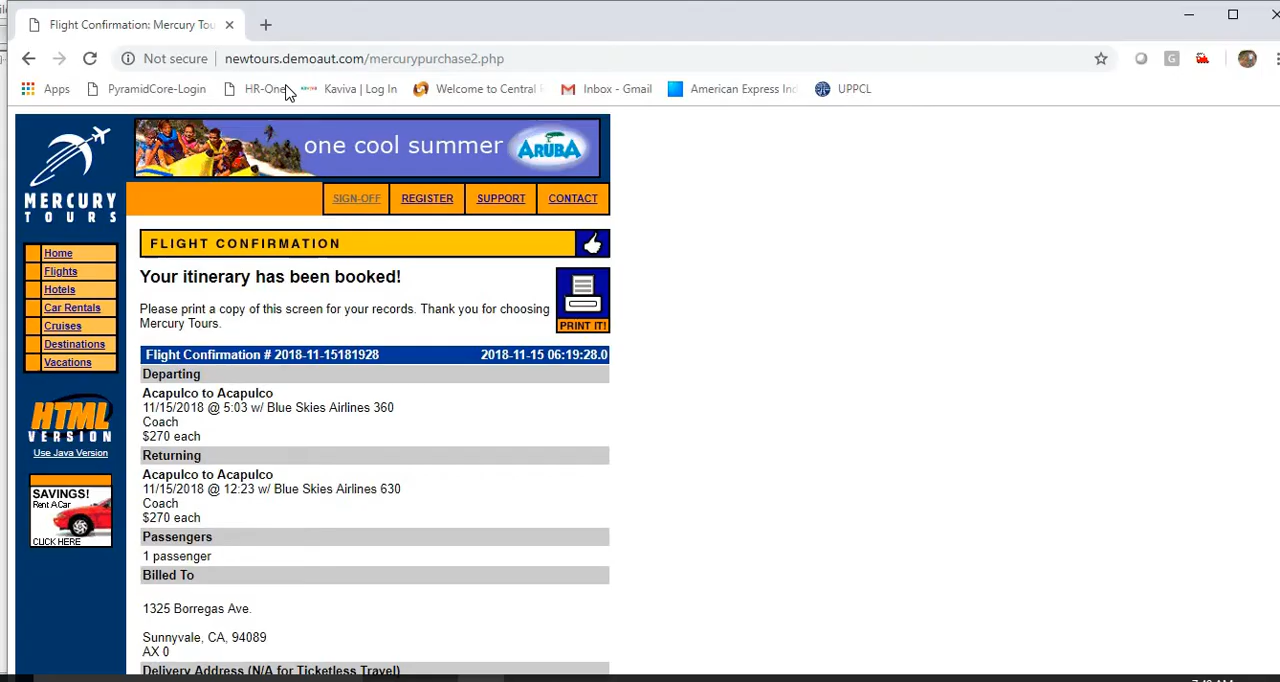 Flight Confirmation: Mercury Tou
Not secure
newtours.demoaut.com/mercurypurchase2.php
Apps
PyramidCore-Login
HR-One
Kaviva | Log In
Welcome to Central
Inbox - Gmail
American Express Ind
UPPCL
MERCURY
TOURS
one cool summer
ARUBA
SIGN-OFF
REGISTER
SUPPORT
CONTACT
FLIGHT CONFIRMATION
Home
Flights
Hotels
Car Rentals
Cruises
Destinations
Vacations
HTML
VERSION
Use Java Version
SAVINGS!
Rent A Car
CLICK HERE
Your itinerary has been booked!
PRINT IT!
Please print a copy of this screen for your records. Thank you for choosing
Mercury Tours.
Flight Confirmation # 2018-11-15181928 2018-11-15 06:19:28.0
Departing
Acapulco to Acapulco
11/15/2018 @ 5:03 w/ Blue Skies Airlines 360
Coach
$270 each
Returning
Acapulco to Acapulco
11/15/2018 @ 12:23 w/ Blue Skies Airlines 630
Coach
$270 each
Passengers
1 passenger
Billed To
1325 Borregas Ave.
Sunnyvale, CA, 94089
AX 0
Delivery Address (N/A for Ticketless Travel)